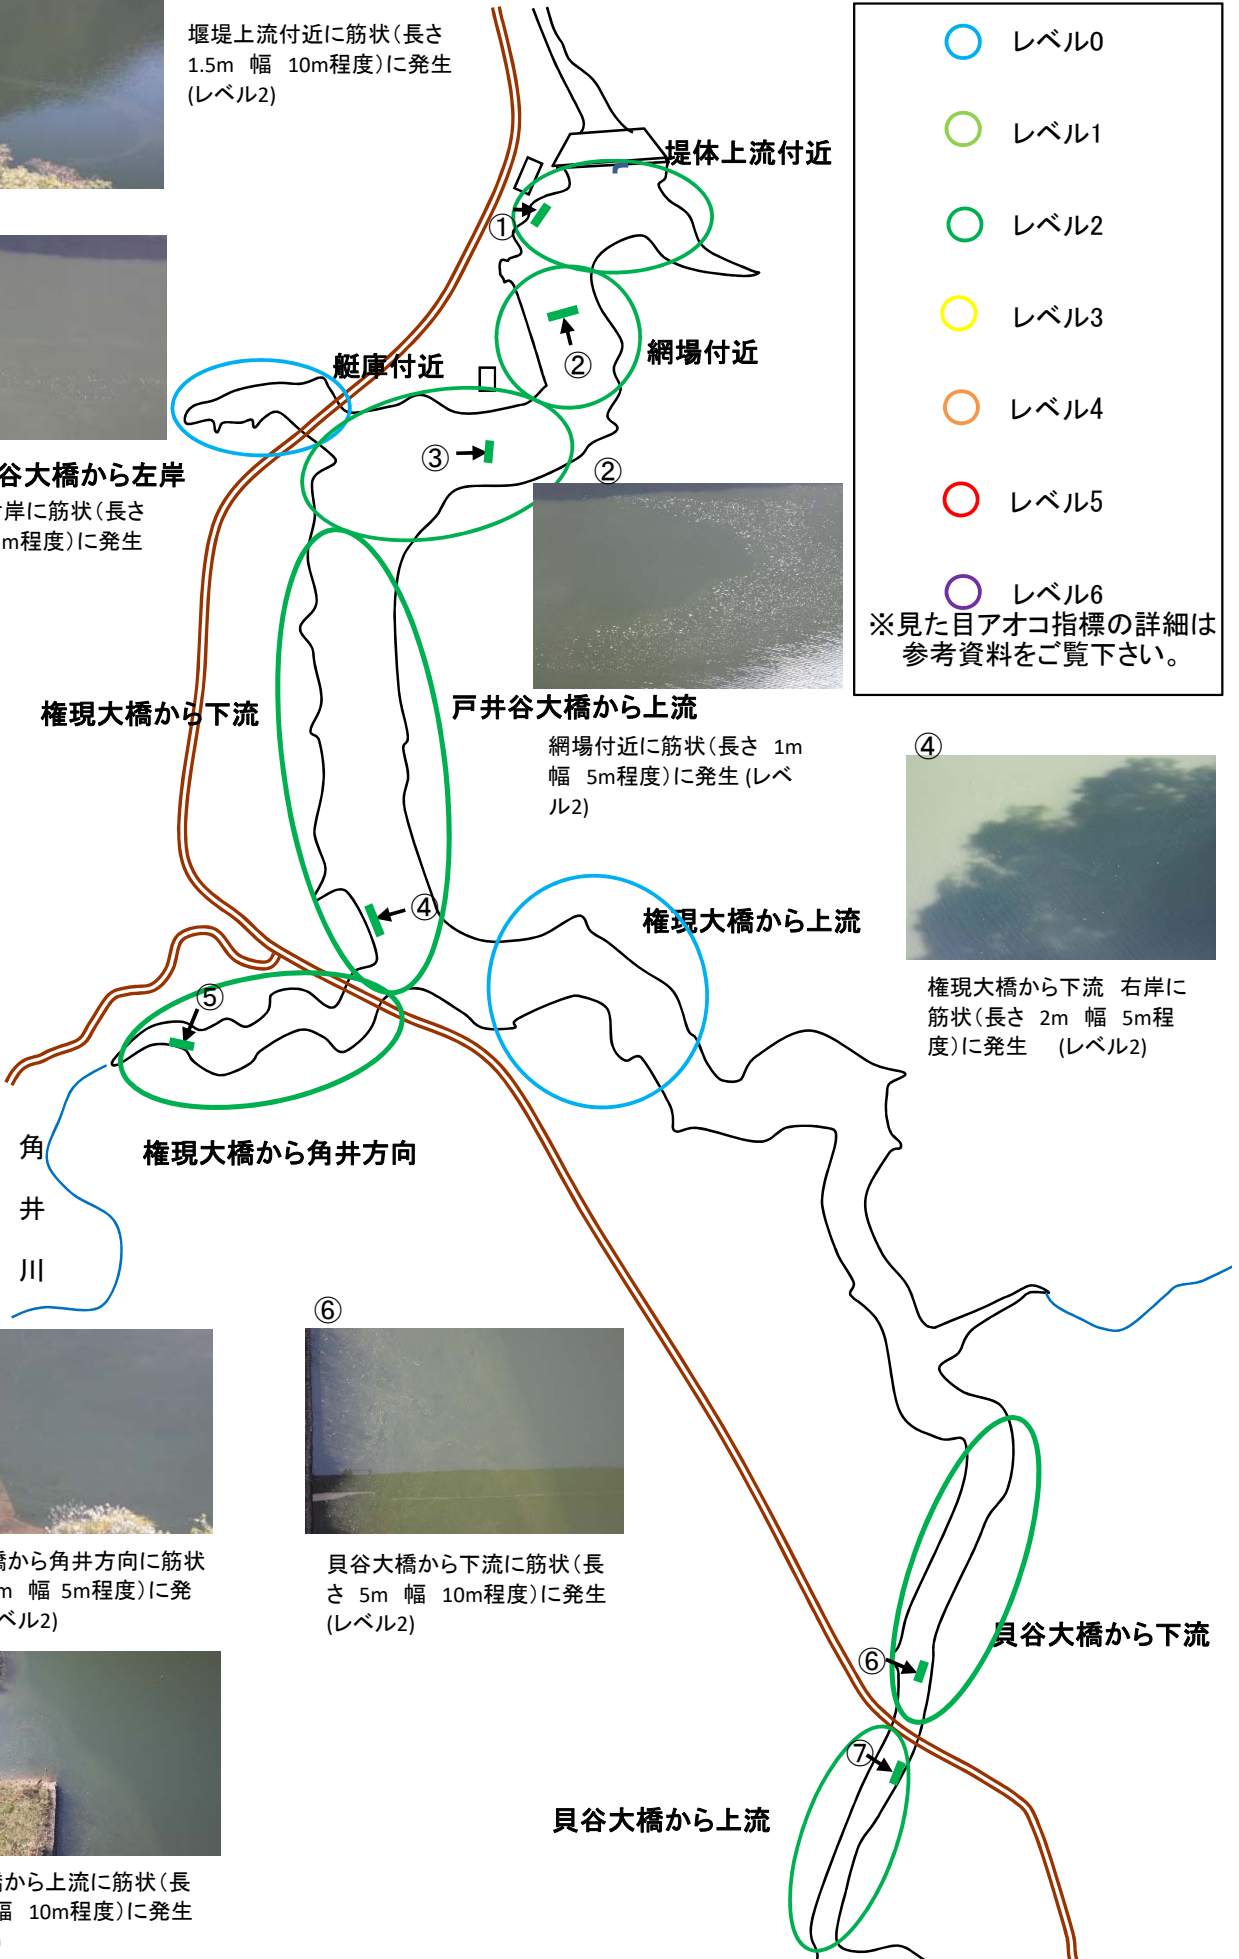 堰堤上流付近に筋状（長さ
1.5m 幅 10m程度）に発生
(レベル2)
レベル0
レベル1
レベル2
レベル3
レベル4
レベル5
レベル6
※見た目アオコ指標の詳細は
参考資料をご覧下さい。
堤体上流付近
①
②
網場付近
艇庫付近
③
谷大橋から左岸
岸に筋状（長さ
m程度）に発生
②
戸井谷大橋から上流
網場付近に筋状（長さ 1m
幅 5m程度）に発生 (レベ
ル2)
権現大橋から下流
④
権現大橋から下流 右岸に
筋状（長さ 2m 幅 5m程
度）に発生 (レベル2)
④
権現大橋から上流
⑤
権現大橋から角井方向
角
井
川
⑥
橋から角井方向に筋状
m 幅 5m程度）に発
ベル2)
貝谷大橋から下流に筋状（長
さ 5m 幅 10m程度）に発生
(レベル2)
貝谷大橋から下流
⑥
⑦
貝谷大橋から上流
橋から上流に筋状（長
幅 10m程度）に発生
)